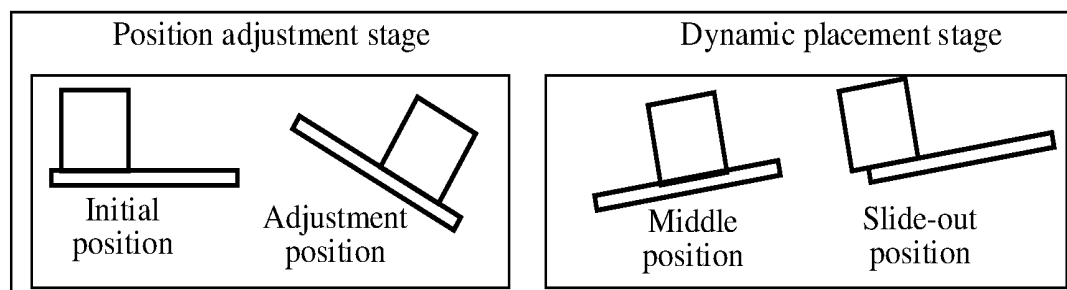 Position adjustment stage
Dynamic placement stage
Initial
position
Adjustment
position
Middle
position
Slide-out
position